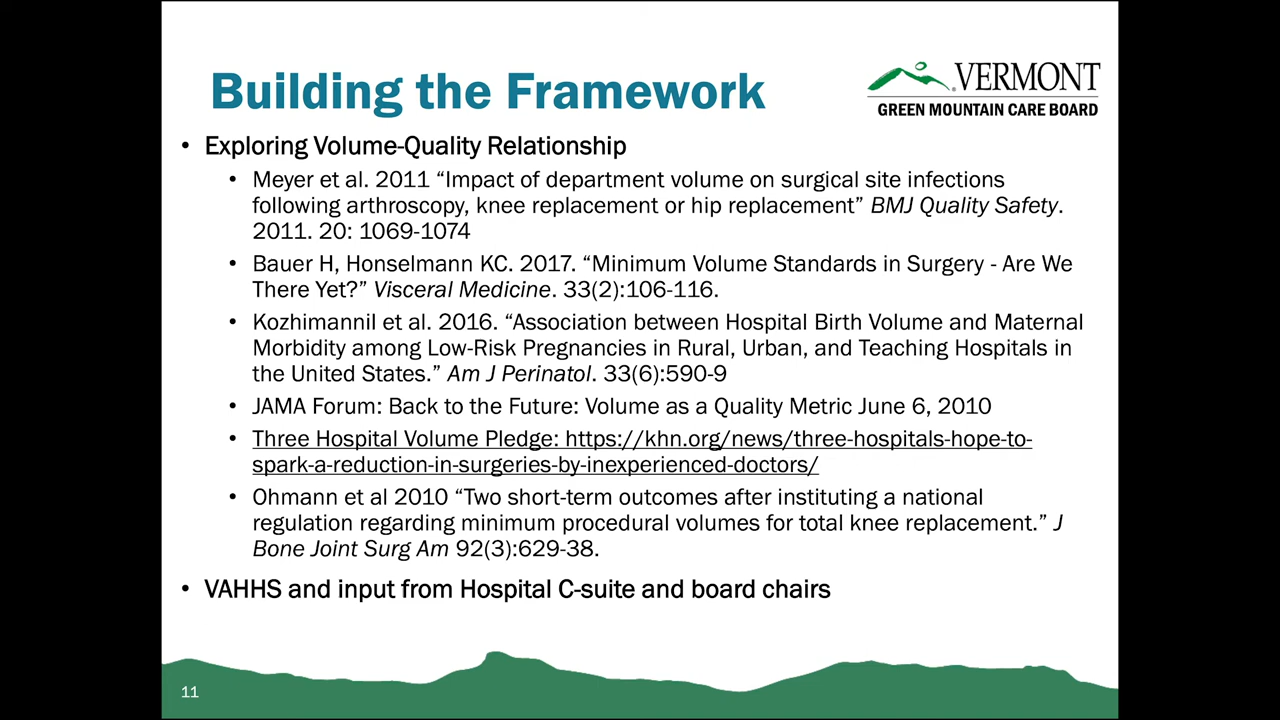 Building the Framework
VERMONT
GREEN MOUNTAIN CARE BOARD
• Exploring Volume-Quality Relationship
• Meyer et al. 2011 “Impact of department volume on surgical site infections
following arthroscopy, knee replacement or hip replacement” BMJ Quality Safety.
2011. 20: 1069-1074
• Bauer H, Honselmann KC. 2017. “Minimum Volume Standards in Surgery - Are We
There Yet?” Visceral Medicine. 33(2):106-116.
• Kozhimannil et al. 2016. “Association between Hospital Birth Volume and Maternal
Morbidity among Low-Risk Pregnancies in Rural, Urban, and Teaching Hospitals in
the United States.” Am J Perinatol. 33(6):590-9
• JAMA Forum: Back to the Future: Volume as a Quality Metric June 6, 2010
• Three Hospital Volume Pledge: https://khn.org/news/three-hospitals-hope-to-
spark-a-reduction-in-surgeries-by-inexperienced-doctors/
• Ohmann et al 2010 “Two short-term outcomes after instituting a national
regulation regarding minimum procedural volumes for total knee replacement.” J
Bone Joint Surg Am 92(3):629-38.
• VAHHS and input from Hospital C-suite and board chairs
11